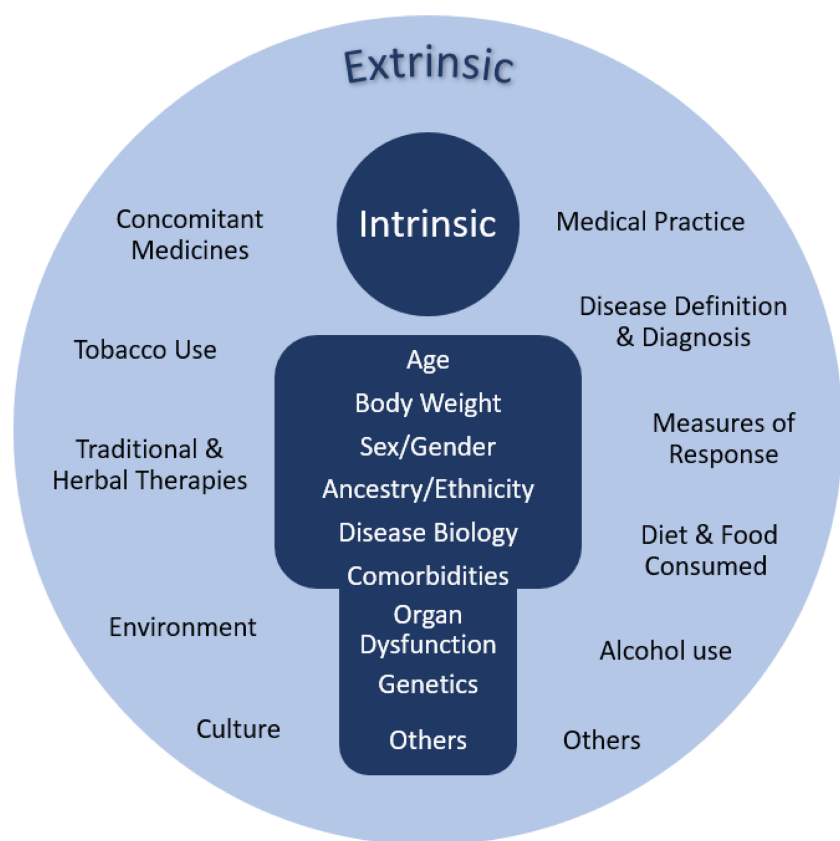 Extrinsic
Intrinsic
Concomitant
Medicines
Tobacco Use
Traditional &
Herbal Therapies
Environment
Culture
Age
Body Weight
Sex/Gender
Ancestry/Ethnicity
Disease Biology
Comorbidities
Organ
Dysfunction
Genetics
Others
Medical Practice
Disease Definition
& Diagnosis
Measures of
Response
Diet & Food
Consumed
Alcohol use
Others